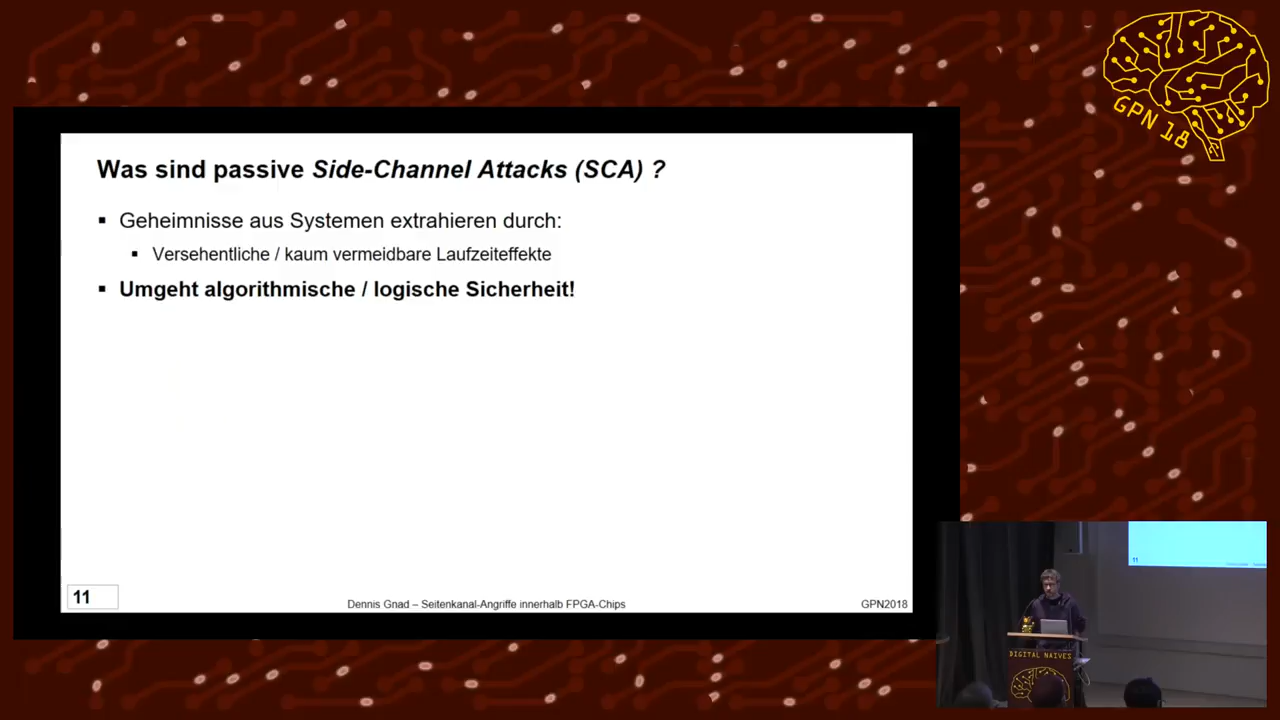 GPN 18
Was sind passive Side-Channel Attacks (SCA) ?
▪ Geheimnisse aus Systemen extrahieren durch:
▪ Versehentliche / kaum vermeidbare Laufzeiteffekte
▪ Umgeht algorithmische / logische Sicherheit!
11
Dennis Gnad – Seitenkanal-Angriffe innerhalb FPGA-Chips
GPN2018
11
DIGITAL NAIVES